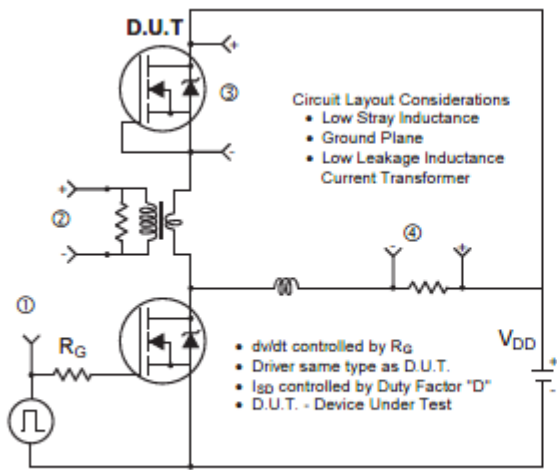 D.U.T
+
③
-
Circuit Layout Considerations
• Low Stray Inductance
• Ground Plane
• Low Leakage Inductance
Current Transformer
+
②
-
- ④ +
①
RG
VDD
+
-
• dv/dt controlled by RG
• Driver same type as D.U.T.
• ISD controlled by Duty Factor "D"
• D.U.T. - Device Under Test